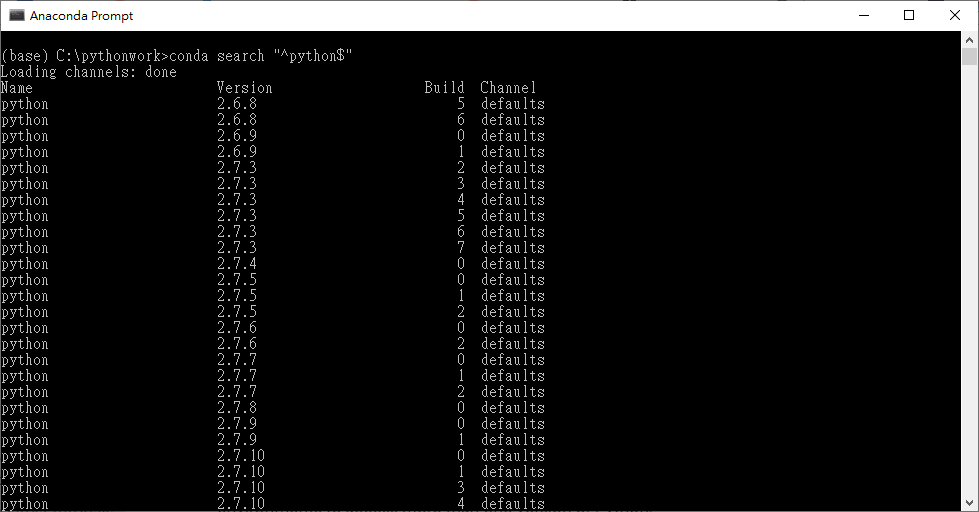 Anaconda Prompt
(base) C:\pythonwork>conda search "^python$"
Loading channels: done
Name Version Build Channel
python 2.6.8 5 defaults
python 2.6.8 6 defaults
python 2.6.9 0 defaults
python 2.6.9 1 defaults
python 2.7.3 2 defaults
python 2.7.3 3 defaults
python 2.7.3 4 defaults
python 2.7.3 5 defaults
python 2.7.3 6 defaults
python 2.7.3 7 defaults
python 2.7.4 0 defaults
python 2.7.5 0 defaults
python 2.7.5 1 defaults
python 2.7.5 2 defaults
python 2.7.6 0 defaults
python 2.7.6 2 defaults
python 2.7.7 0 defaults
python 2.7.7 1 defaults
python 2.7.7 2 defaults
python 2.7.8 0 defaults
python 2.7.9 0 defaults
python 2.7.9 1 defaults
python 2.7.10 0 defaults
python 2.7.10 1 defaults
python 2.7.10 3 defaults
python 2.7.10 4 defaults